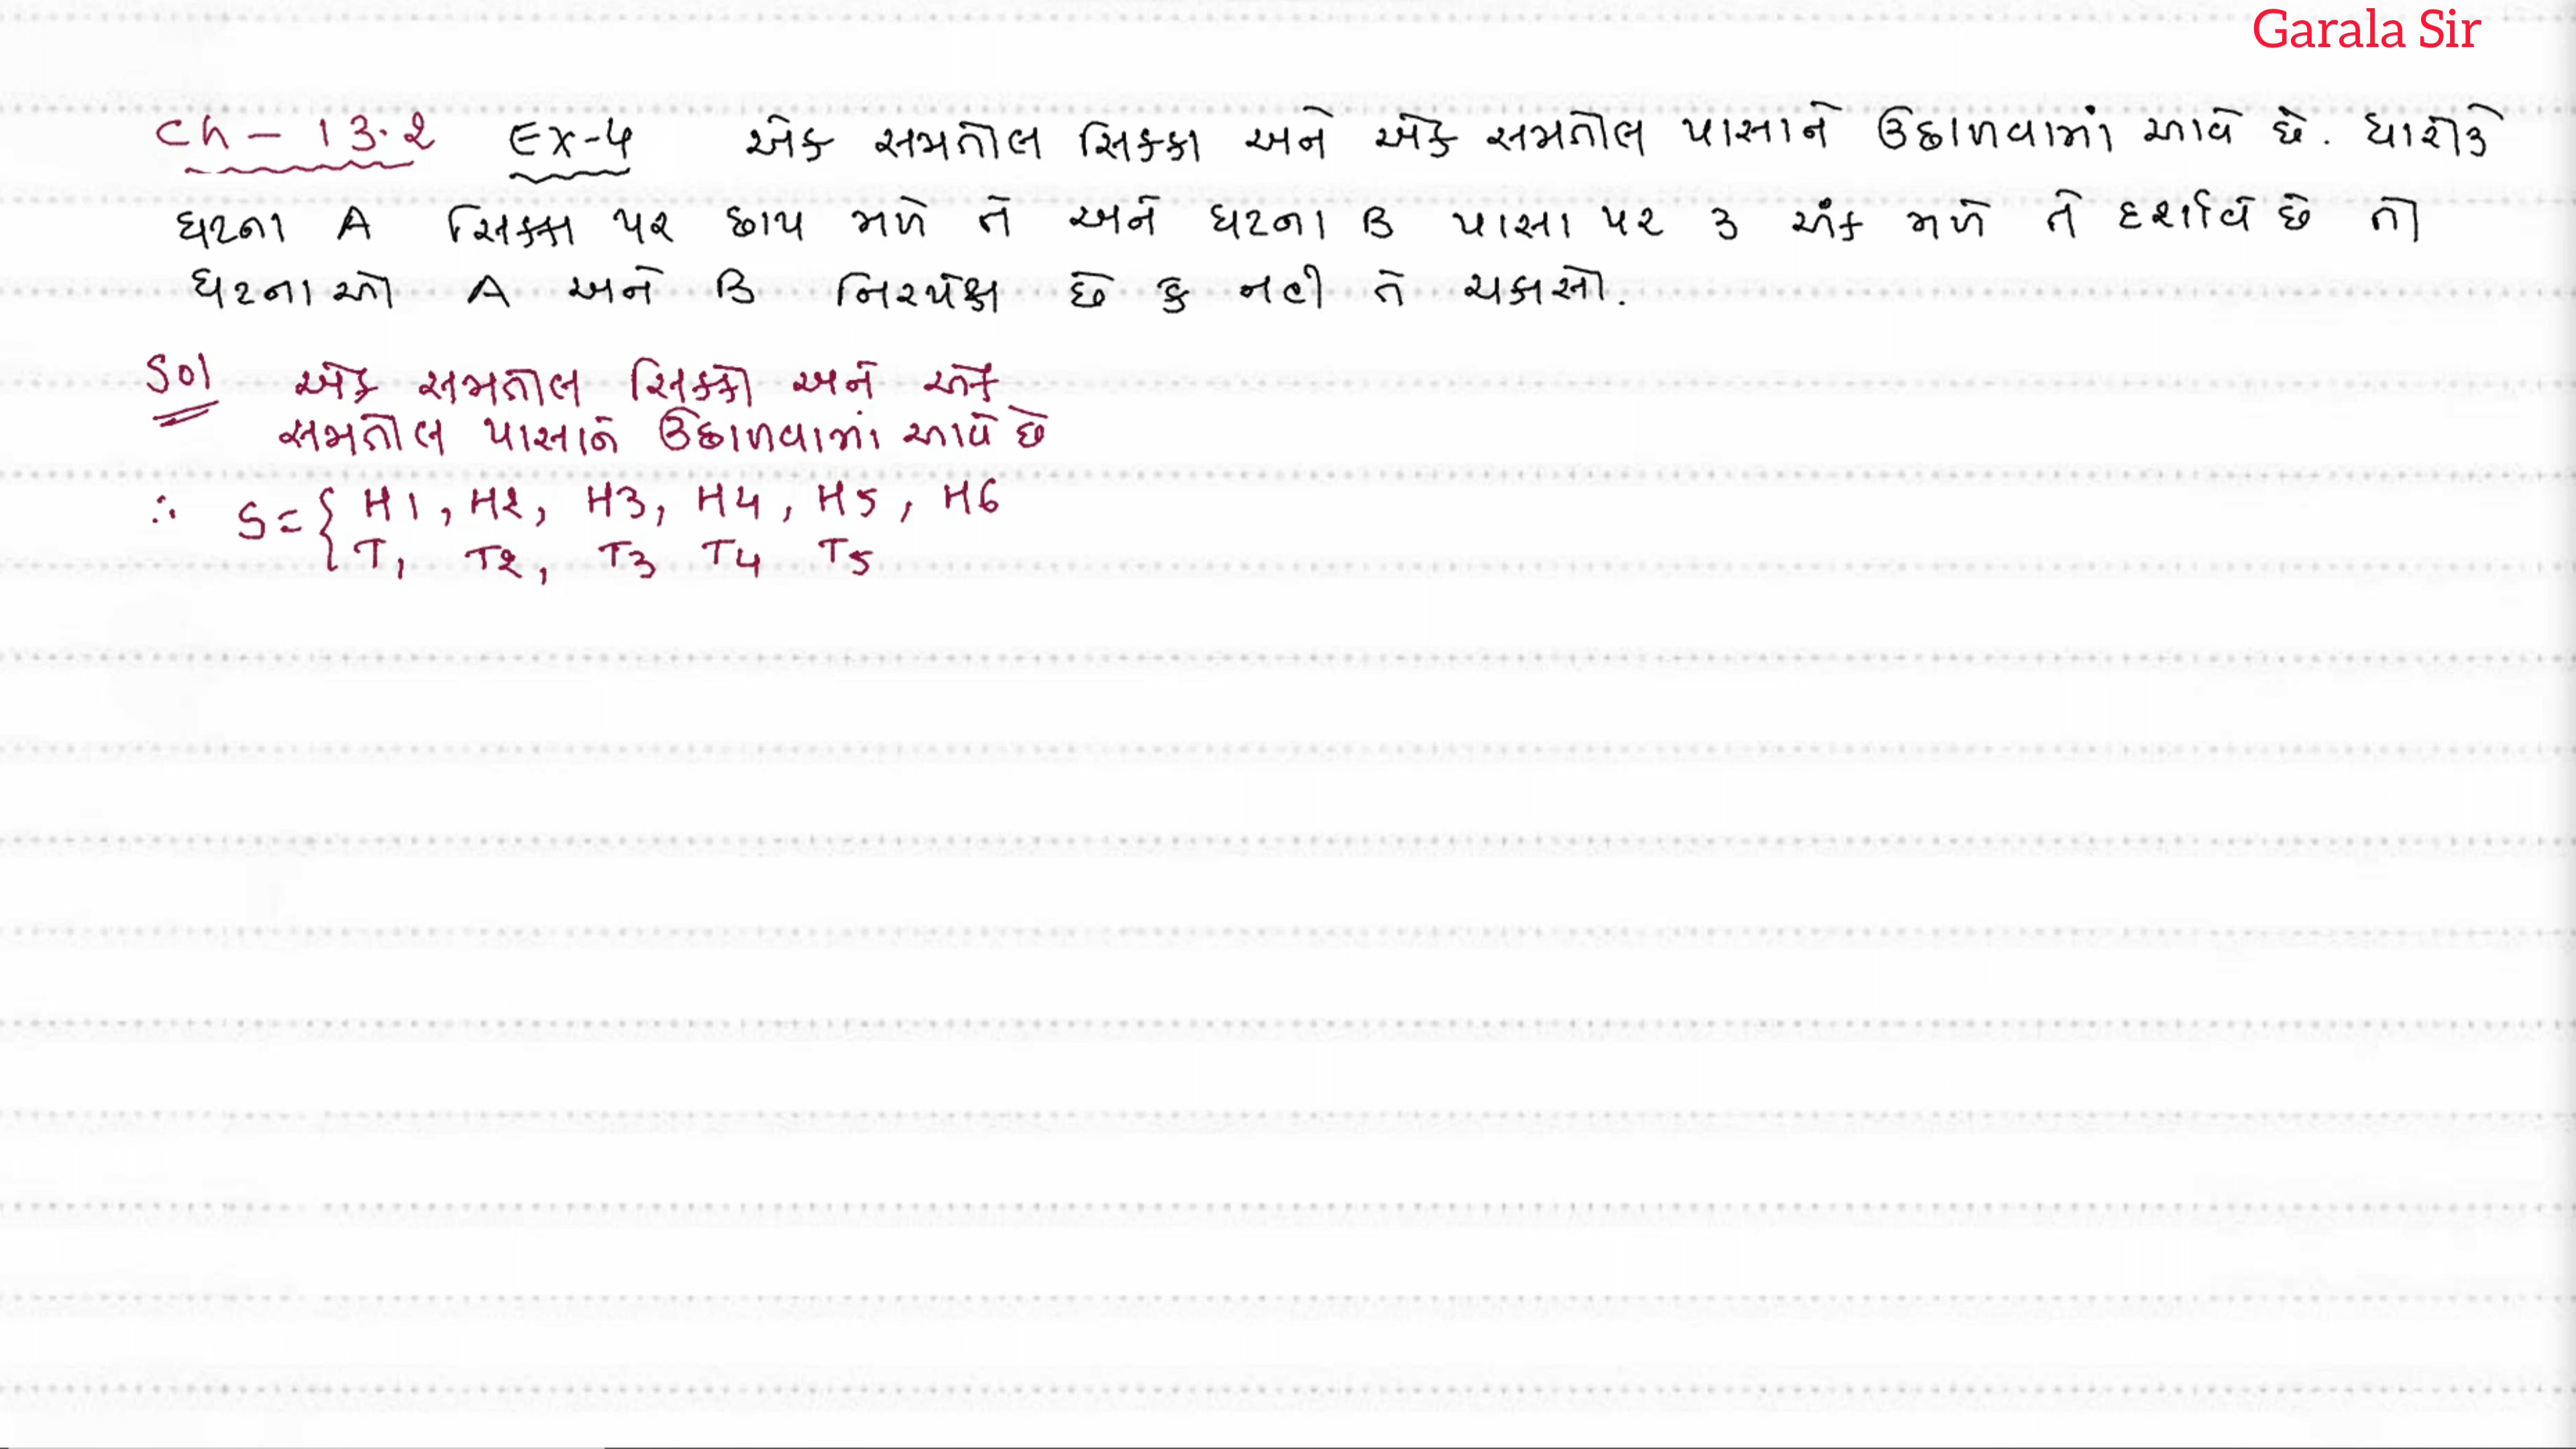 Garala Sir
Ch - 13.2 Ex-4 એક સમતોલ સિક્કા અને એક સમતોલ પાસાને ઉછાળવામાં આવે છે. ધારોકે
ઘટના A સિક્કા પર છાપ મળે તે અને ઘટના B પાસા પર 3 અંક મળે તે દર્શાવે છે તો
ઘટનાઓ A અને B નિરપેક્ષ છે કે નહી તે ચકાસો.
Sol એક સમતોલ સિક્કો અને એક
સમતોલ પાસાને ઉછાળવામાં આવે છે
∴ S = { H1, H2, H3, H4, H5, H6
T1 T2, T3 T4 T5